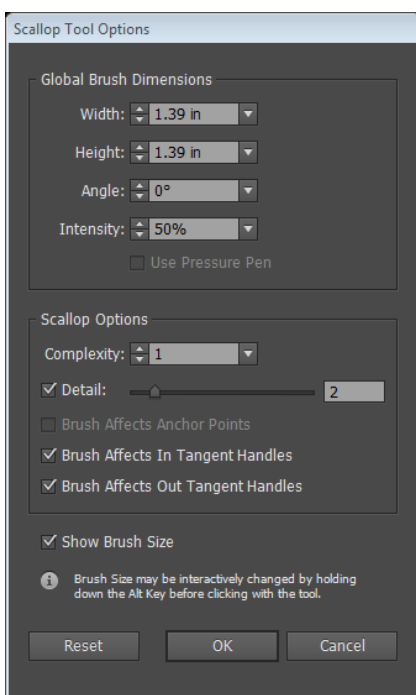 Scallop Tool Options
Global Brush Dimensions
Width: 1.39 in
Height: 1.39 in
Angle: 0°
Intensity: 50%
Use Pressure Pen
Scallop Options
Complexity: 1
Detail: 2
Brush Affects Anchor Points
Brush Affects In Tangent Handles
Brush Affects Out Tangent Handles
Show Brush Size
Brush Size may be interactively changed by holding
down the Alt Key before clicking with the tool.
Reset OK Cancel